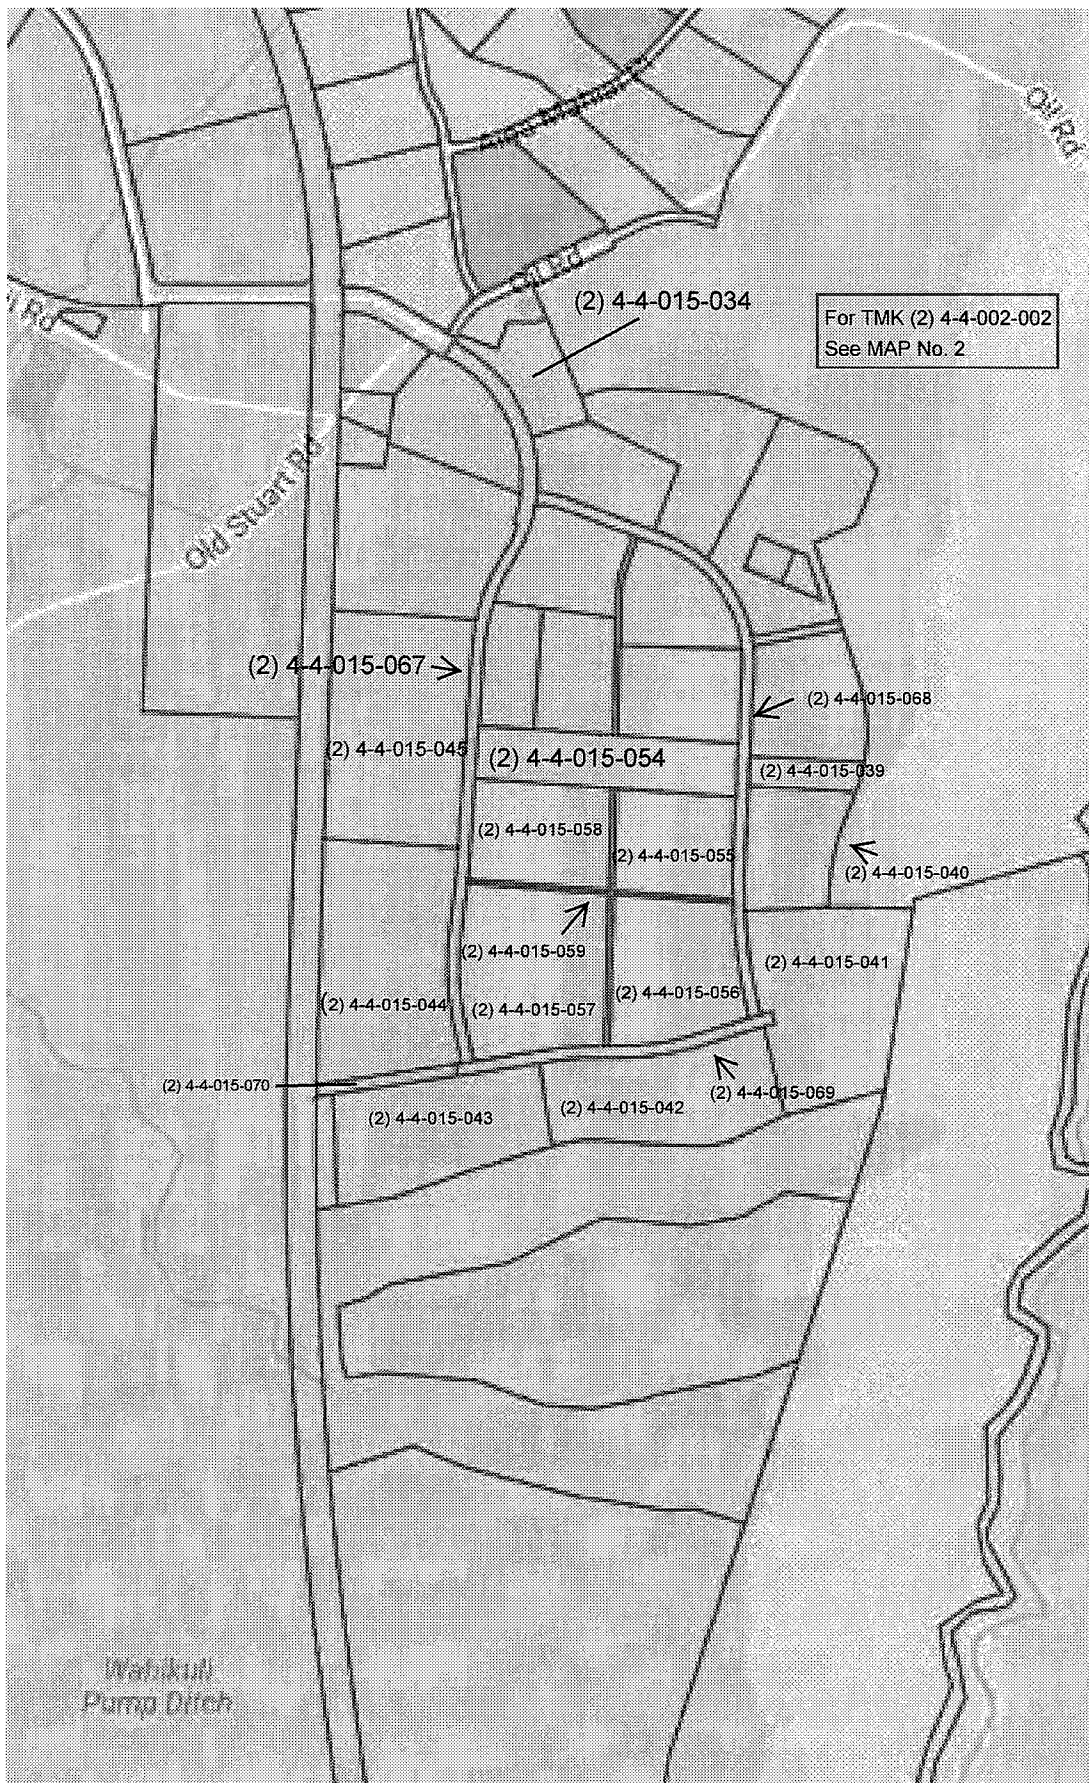 Oil Rd
Oil Rd
(2) 4-4-015-034
For TMK (2) 4-4-002-002
See MAP No. 2
Rd
Old Stuart Rd
(2) 4-4-015-067
(2) 4-4-015-068
(2) 4-4-015-045
(2) 4-4-015-054
(2) 4-4-015-039
(2) 4-4-015-058
(2) 4-4-015-055
(2) 4-4-015-040
(2) 4-4-015-059
(2) 4-4-015-041
(2) 4-4-015-044
(2) 4-4-015-057
(2) 4-4-015-056
(2) 4-4-015-070
(2) 4-4-015-069
(2) 4-4-015-043
(2) 4-4-015-042
Wahikuli
Pump Ditch